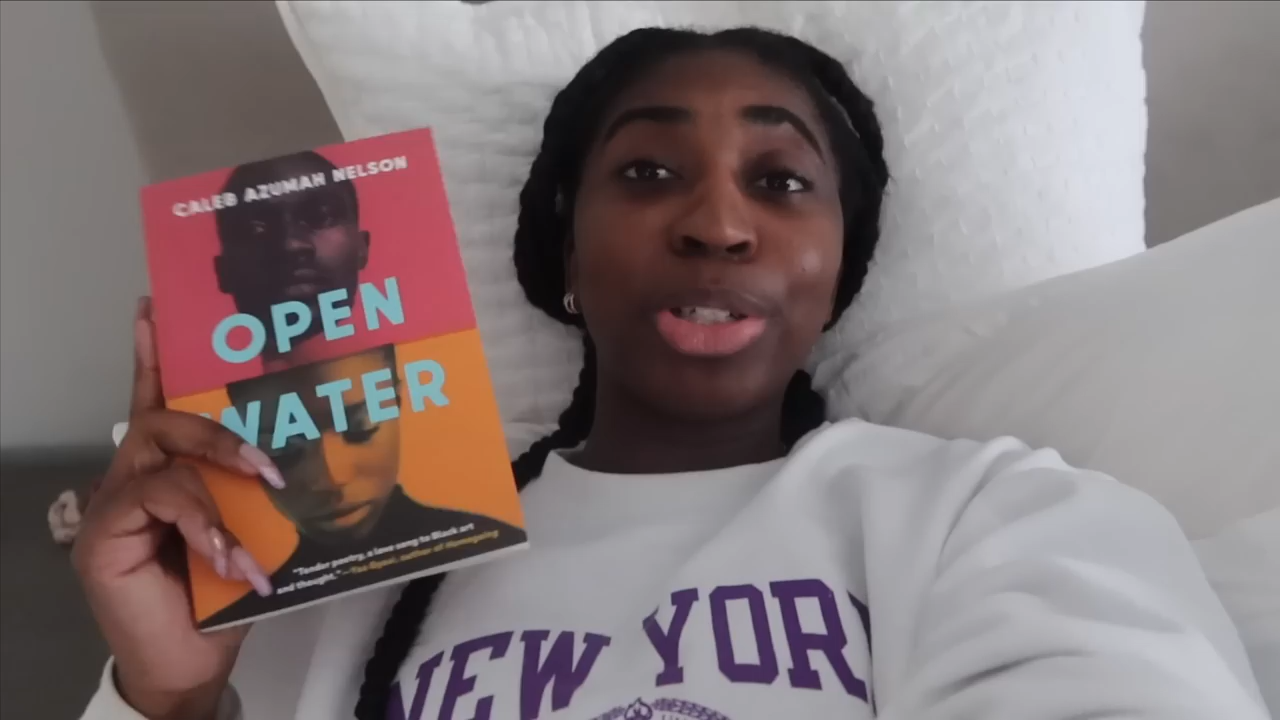 CALEB AZUMAH NELSON
OPEN
WATER
"Tender poetry, a love song to Black art
and thought." —Yaa Gyasi, author of Homegoing
NEW YORK